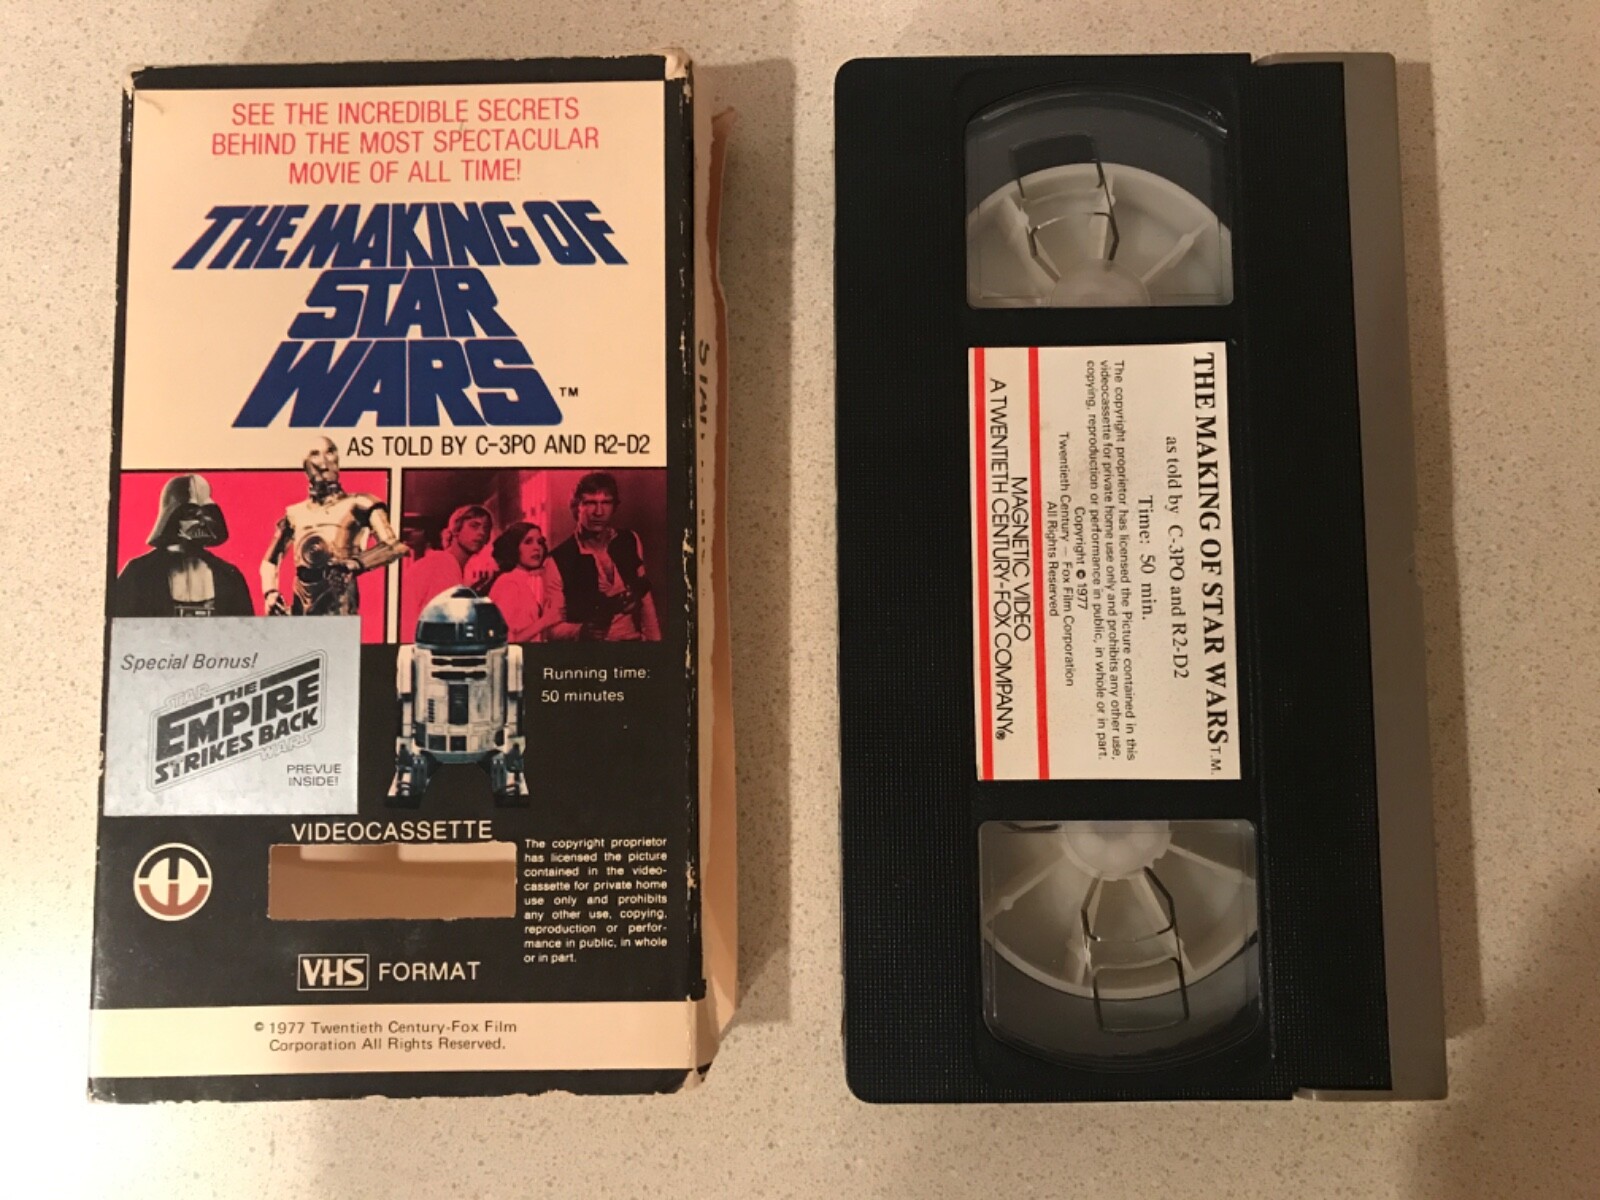 SEE THE INCREDIBLE SECRETS
BEHIND THE MOST SPECTACULAR
MOVIE OF ALL TIME!
THE MAKING OF
STAR
WARS™
AS TOLD BY C-3PO AND R2-D2
Special Bonus!
STAR
THE
EMPIRE
STRIKES BACK
WARS
PREVUE
INSIDE!
Running time:
50 minutes
VIDEOCASSETTE
The copyright proprietor
has licensed the picture
contained in the video-
cassette for private home
use only and prohibits
any other use, copying,
reproduction or perfor-
mance in public, in whole
or in part.
VHS FORMAT
© 1977 Twentieth Century-Fox Film
Corporation All Rights Reserved.
THE MAKING OF STAR WARS T.M.
as told by C-3PO and R2-D2
Time: 50 min.
The copyright proprietor has licensed the Picture contained in this
videocassette for private home use only and prohibits any other use,
copying, reproduction or performance in public, in whole or in part.
Copyright © 1977
Twentieth Century — Fox Film Corporation
All Rights Reserved
MAGNETIC VIDEO
A TWENTIETH CENTURY-FOX COMPANY®